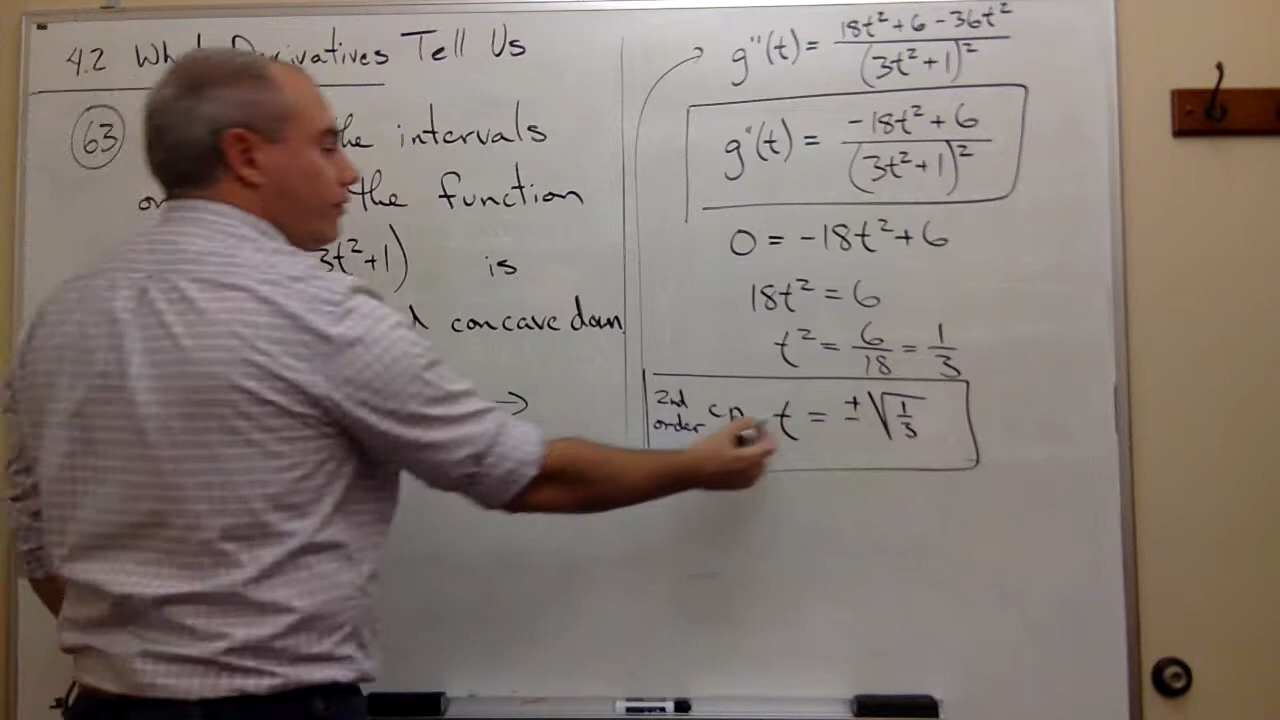 4.2 What Derivatives Tell Us
63 the intervals
the function
3t²+1) is
concave down
→
g''(t) = 18t²+6-36t² / (3t²+1)²
g''(t) = -18t²+6 / (3t²+1)²
0 = -18t²+6
18t² = 6
t² = 6/18 = 1/3
2nd order t = ±√(1/3)